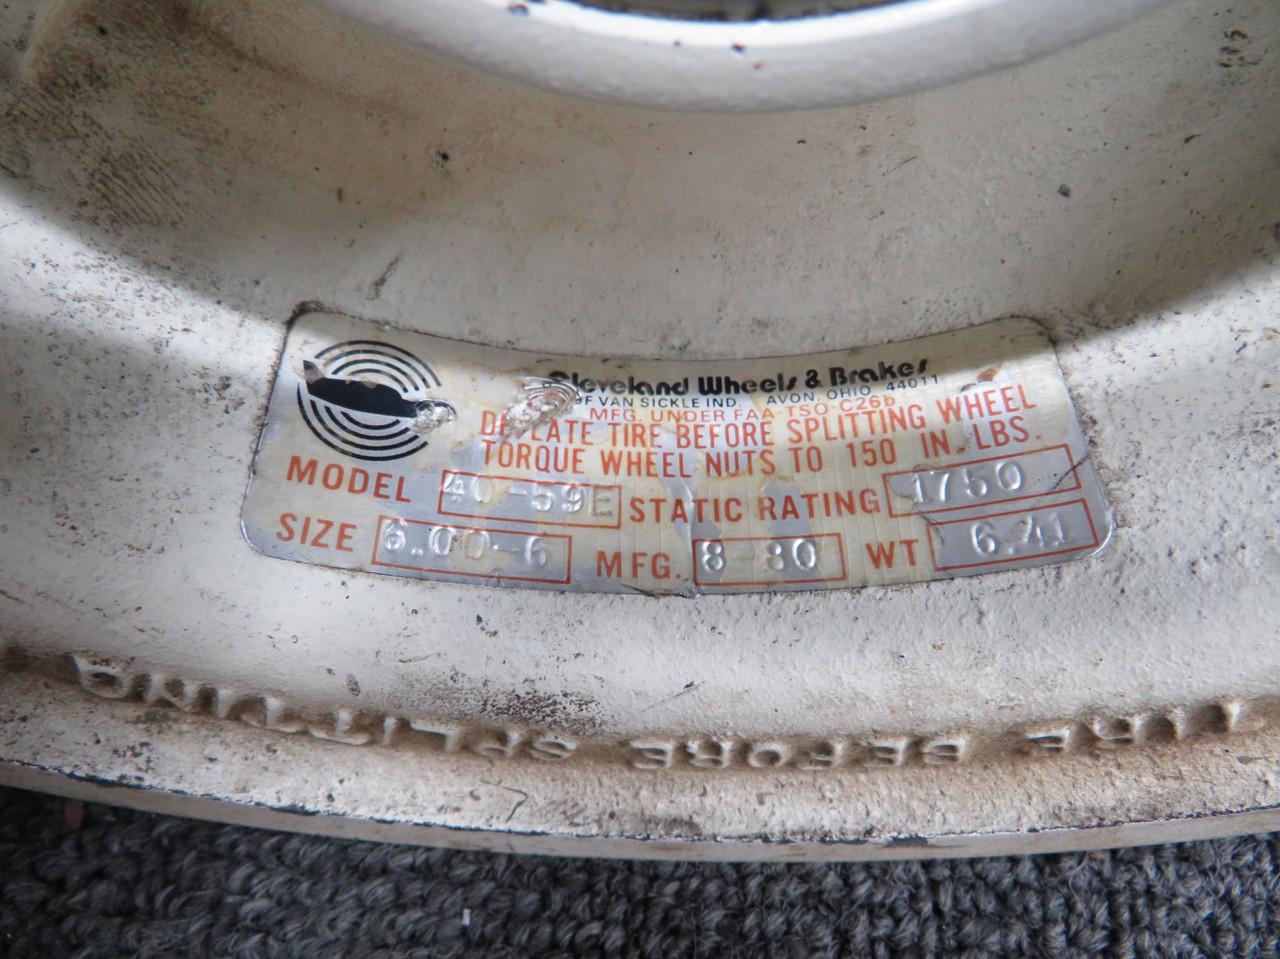 Cleveland Wheels & Brakes
OF VAN SICKLE IND. AVON, OHIO 44011
MFG. UNDER FAA-TSO-C26b
DEFLATE TIRE BEFORE SPLITTING WHEEL
TORQUE WHEEL NUTS TO 150 IN. LBS.
MODEL 40-59E STATIC RATING 1750
SIZE 6.00-6 MFG. 8 80 WT 6.41
TIRE BEFORE SPLITTING